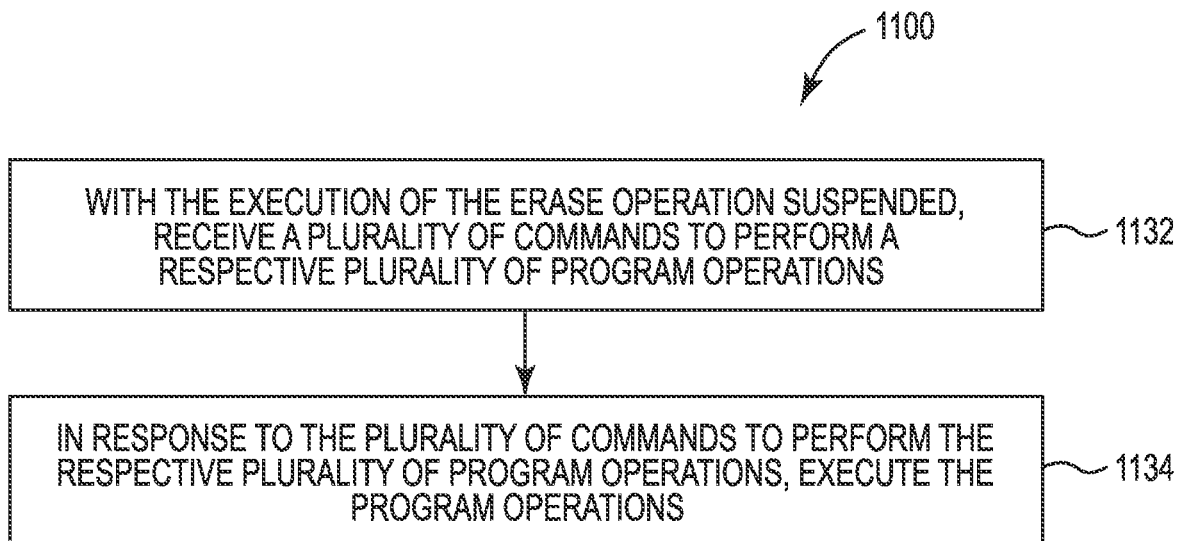 1100
WITH THE EXECUTION OF THE ERASE OPERATION SUSPENDED,
RECEIVE A PLURALITY OF COMMANDS TO PERFORM A
RESPECTIVE PLURALITY OF PROGRAM OPERATIONS
1132
IN RESPONSE TO THE PLURALITY OF COMMANDS TO PERFORM THE
RESPECTIVE PLURALITY OF PROGRAM OPERATIONS, EXECUTE THE
PROGRAM OPERATIONS
1134